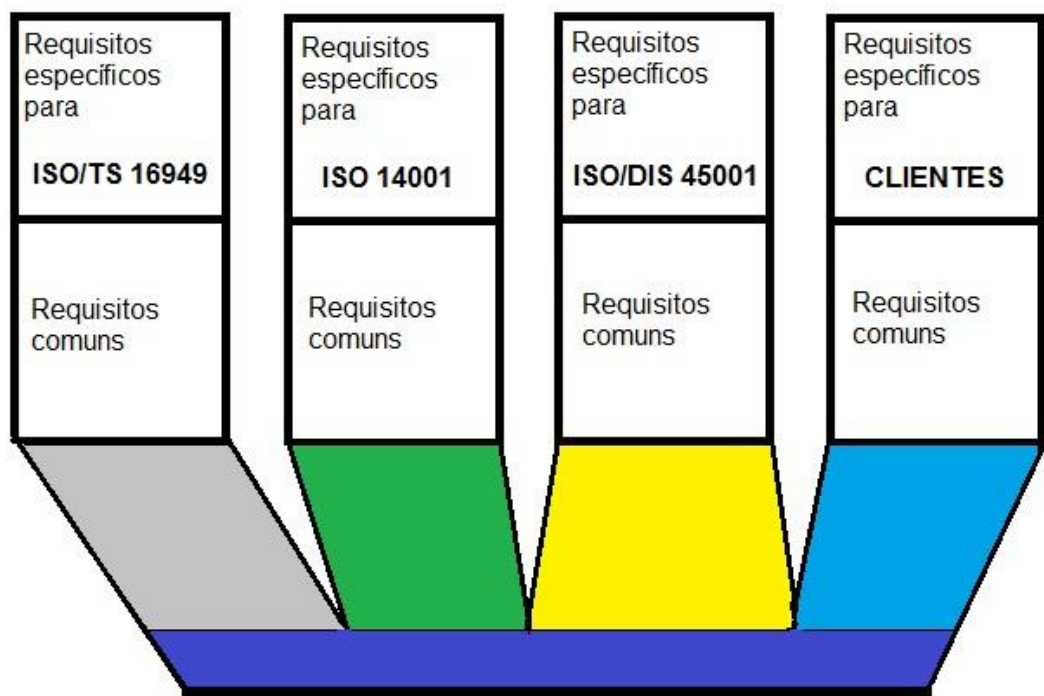 Requisitos
específicos
para
ISO/TS 16949
Requisitos
comuns
Requisitos
específicos
para
ISO 14001
Requisitos
comuns
Requisitos
específicos
para
ISO/DIS 45001
Requisitos
comuns
Requisitos
específicos
para
CLIENTES
Requisitos
comuns